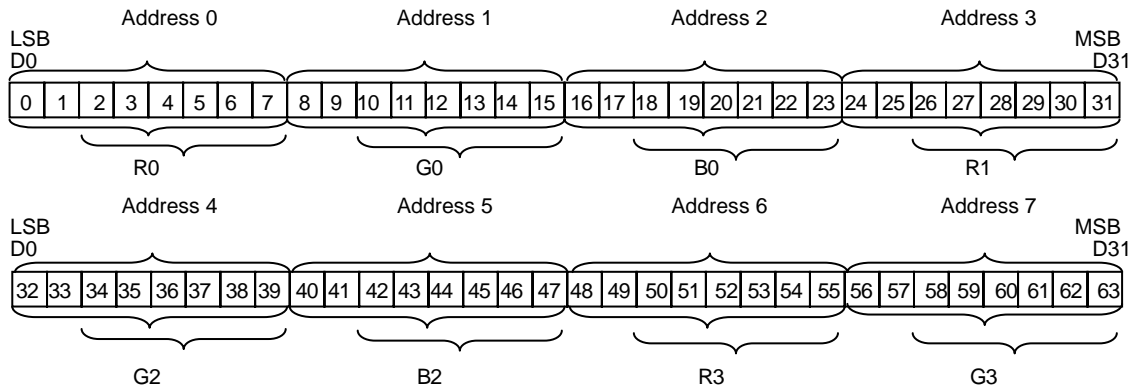 Address 0 Address 1 Address 2 Address 3
LSB MSB
D0 D31
0 1 2 3 4 5 6 7 8 9 10 11 12 13 14 15 16 17 18 19 20 21 22 23 24 25 26 27 28 29 30 31
R0 G0 B0 R1
Address 4 Address 5 Address 6 Address 7
LSB MSB
D0 D31
32 33 34 35 36 37 38 39 40 41 42 43 44 45 46 47 48 49 50 51 52 53 54 55 56 57 58 59 60 61 62 63
G2 B2 R3 G3